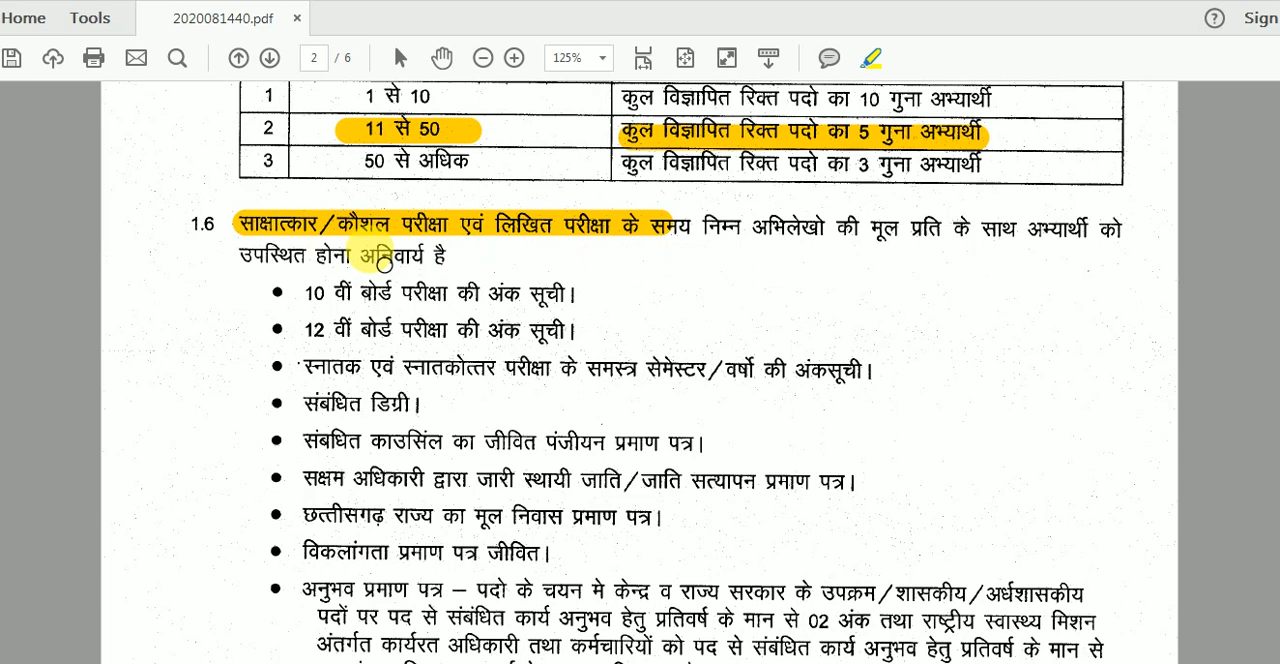 Home Tools 2020081440.pdf × ? Sign
2 / 6 125%
1 1 से 10 कुल विज्ञापित रिक्त पदो का 10 गुना अभ्यार्थी
2 11 से 50 कुल विज्ञापित रिक्त पदो का 5 गुना अभ्यार्थी
3 50 से अधिक कुल विज्ञापित रिक्त पदो का 3 गुना अभ्यार्थी
1.6 साक्षात्कार/कौशल परीक्षा एवं लिखित परीक्षा के समय निम्न अभिलेखो की मूल प्रति के साथ अभ्यार्थी को
उपस्थित होना अनिवार्य है
• 10 वीं बोर्ड परीक्षा की अंक सूची।
• 12 वीं बोर्ड परीक्षा की अंक सूची।
• स्नातक एवं स्नातकोत्तर परीक्षा के समस्त्र सेमेस्टर/वर्षो की अंकसूची।
• संबंधित डिग्री।
• संबधित काउसिंल का जीवित पंजीयन प्रमाण पत्र।
• सक्षम अधिकारी द्वारा जारी स्थायी जाति/जाति सत्यापन प्रमाण पत्र।
• छत्तीसगढ़ राज्य का मूल निवास प्रमाण पत्र।
• विकलांगता प्रमाण पत्र जीवित।
• अनुभव प्रमाण पत्र – पदो के चयन मे केन्द्र व राज्य सरकार के उपक्रम/शासकीय/अर्धशासकीय
पदों पर पद से संबंधित कार्य अनुभव हेतु प्रतिवर्ष के मान से 02 अंक तथा राष्ट्रीय स्वास्थ्य मिशन
अंतर्गत कार्यरत अधिकारी तथा कर्मचारियों को पद से संबंधित कार्य अनुभव हेतु प्रतिवर्ष के मान से